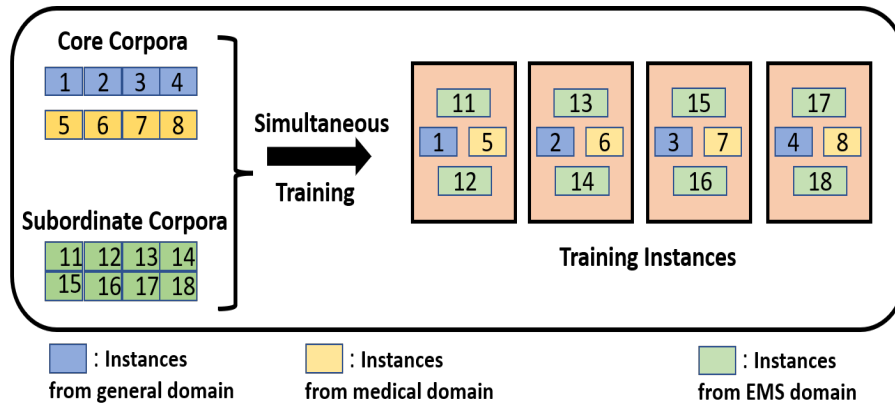 Core Corpora
1 2 3 4
5 6 7 8
Subordinate Corpora
11 12 13 14
15 16 17 18
Simultaneous
Training
11 13 15 17
1 5 2 6 3 7 4 8
12 14 16 18
Training Instances
: Instances
from general domain
: Instances
from medical domain
: Instances
from EMS domain